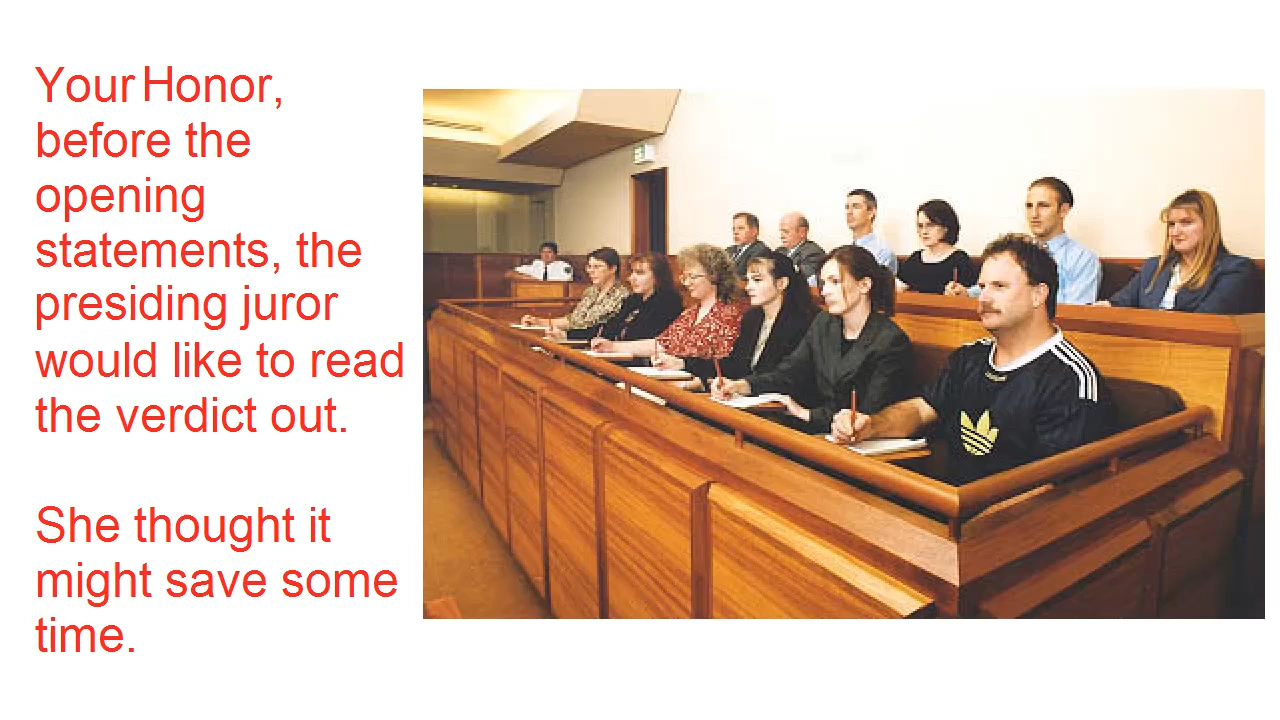 Your Honor,
before the
opening
statements, the
presiding juror
would like to read
the verdict out.
She thought it
might save some
time.